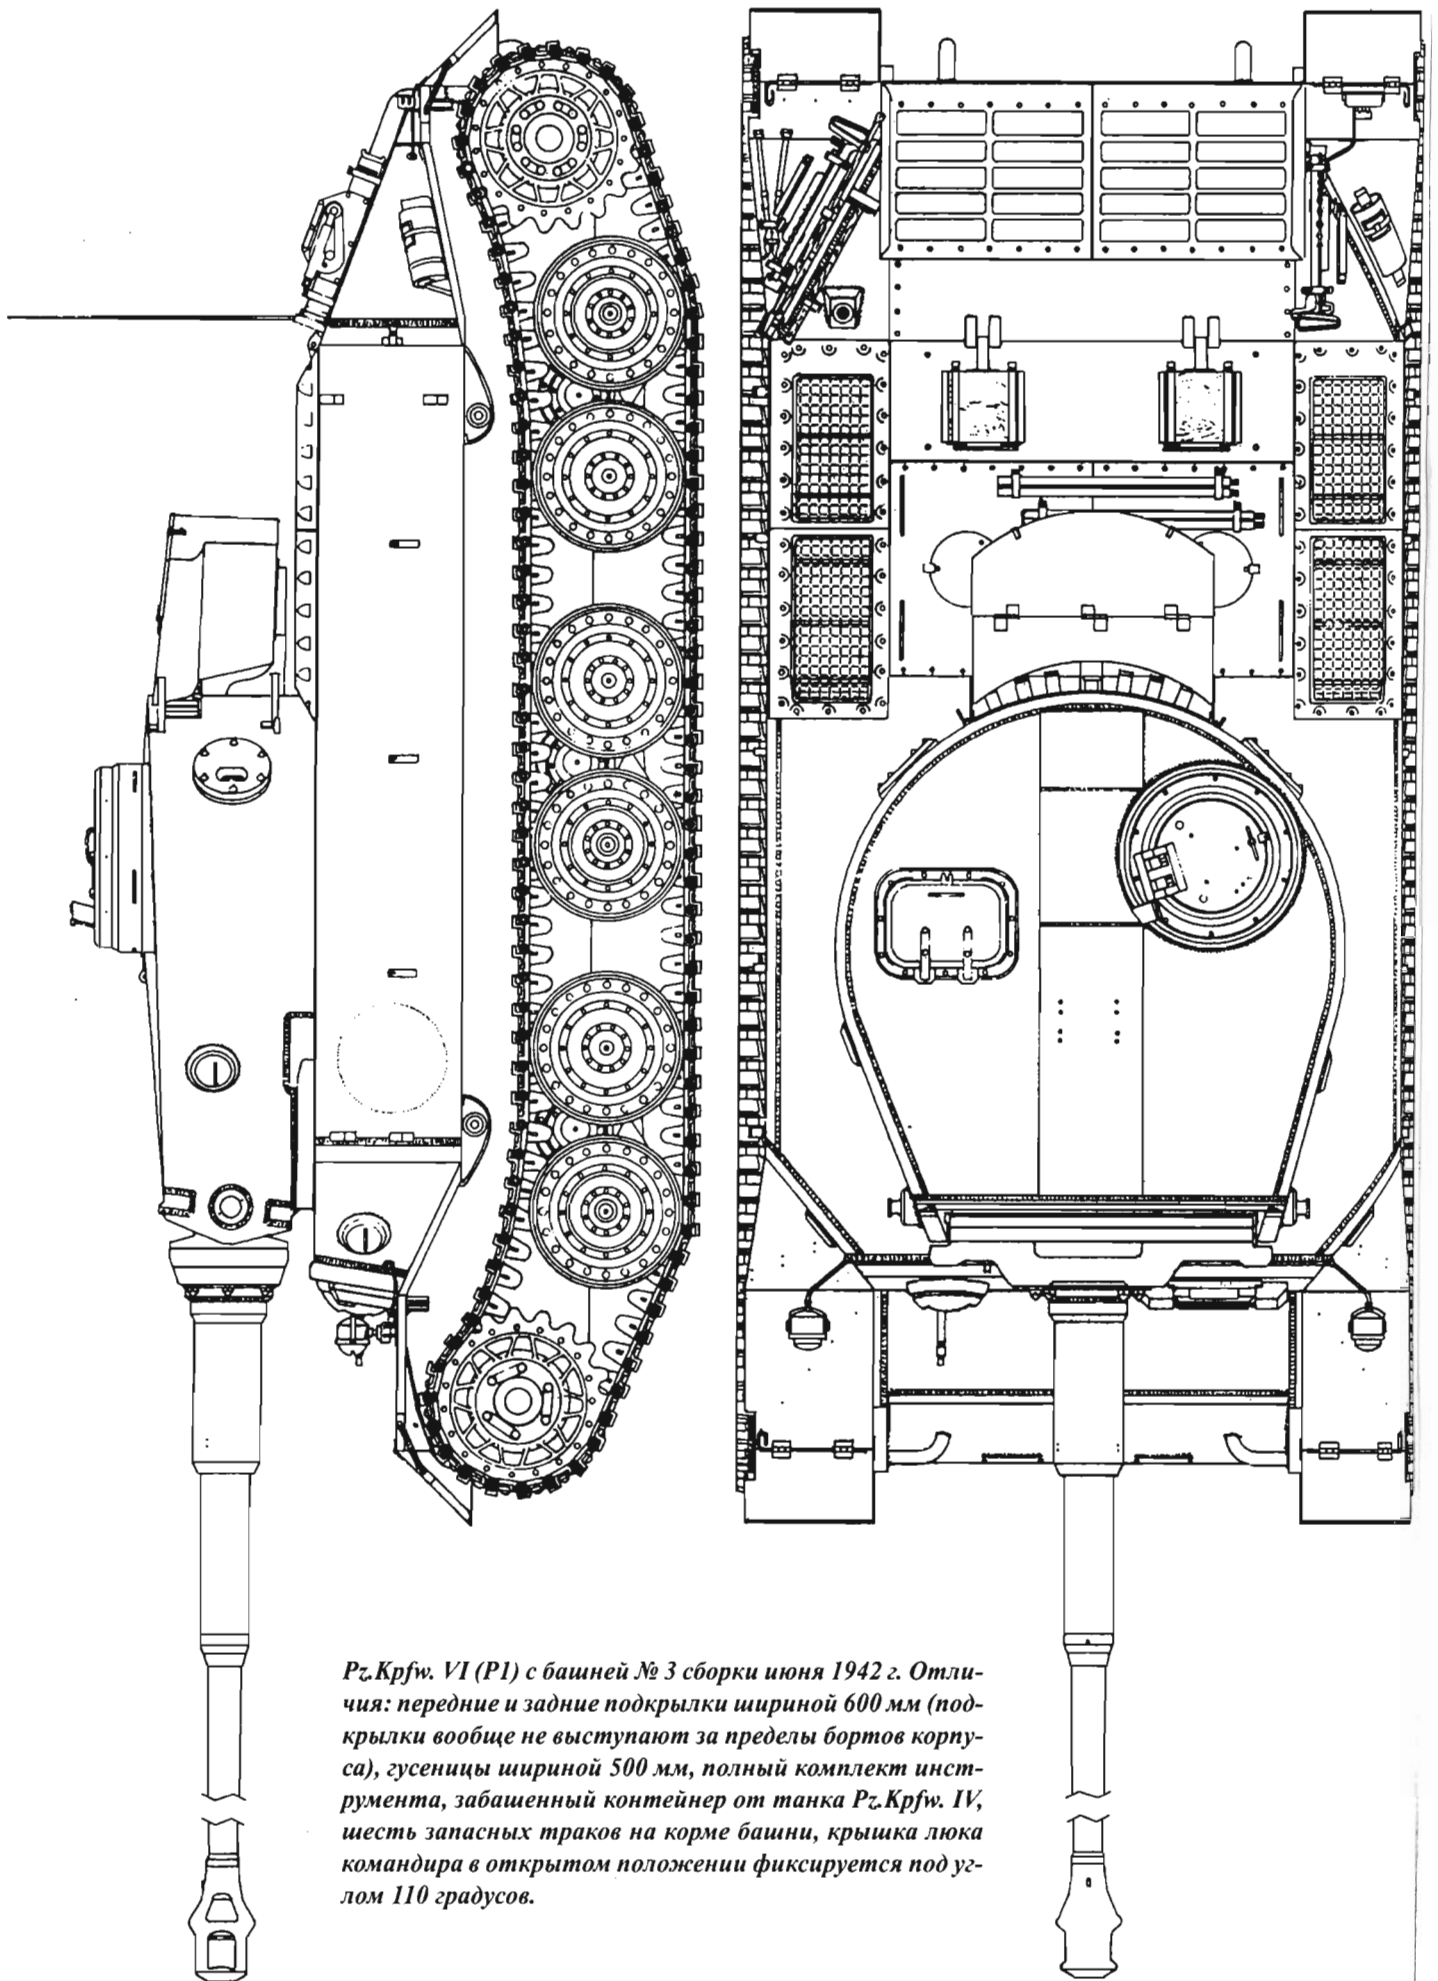 Pz.Kpfw. VI (P1) с башней № 3 сборки июня 1942 г. Отли-
чия: передние и задние подкрылки шириной 600 мм (под-
крылки вообще не выступают за пределы бортов корпу-
са), гусеницы шириной 500 мм, полный комплект инст-
румента, забашенный контейнер от танка Pz.Kpfw. IV,
шесть запасных траков на корме башни, крышка люка
командира в открытом положении фиксируется под уг-
лом 110 градусов.